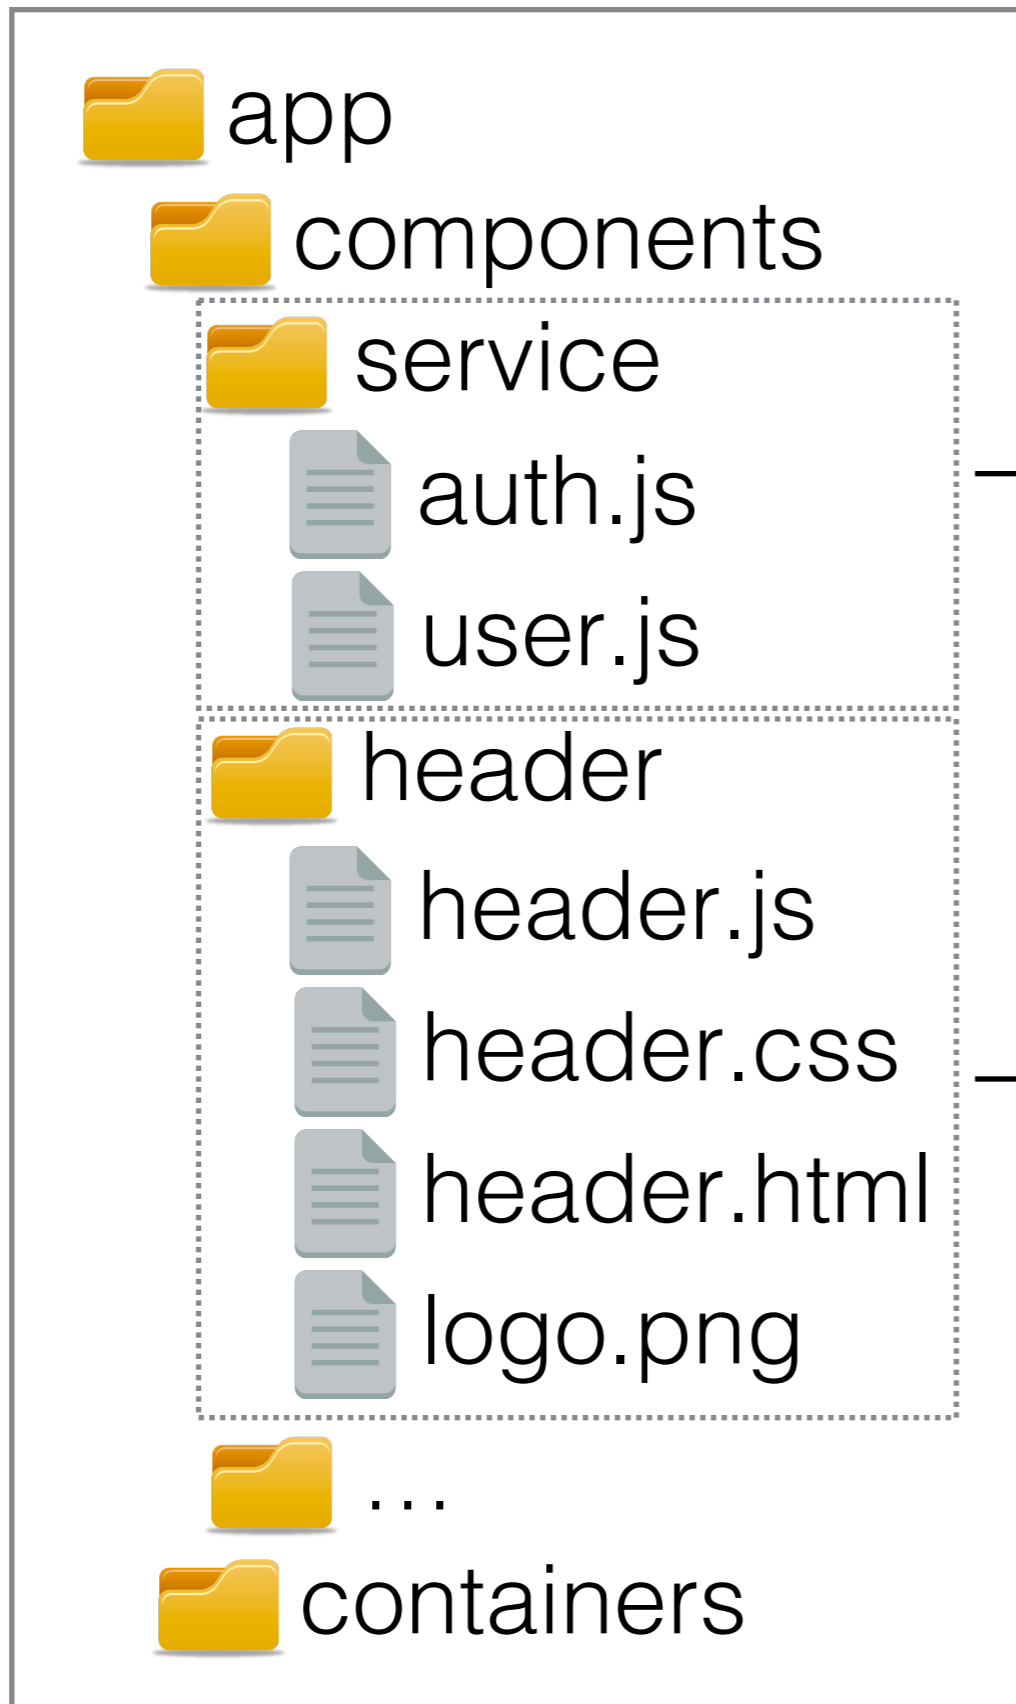 app
components
service
auth.js
user.js
header
header.js
header.css
header.html
logo.png
...
containers